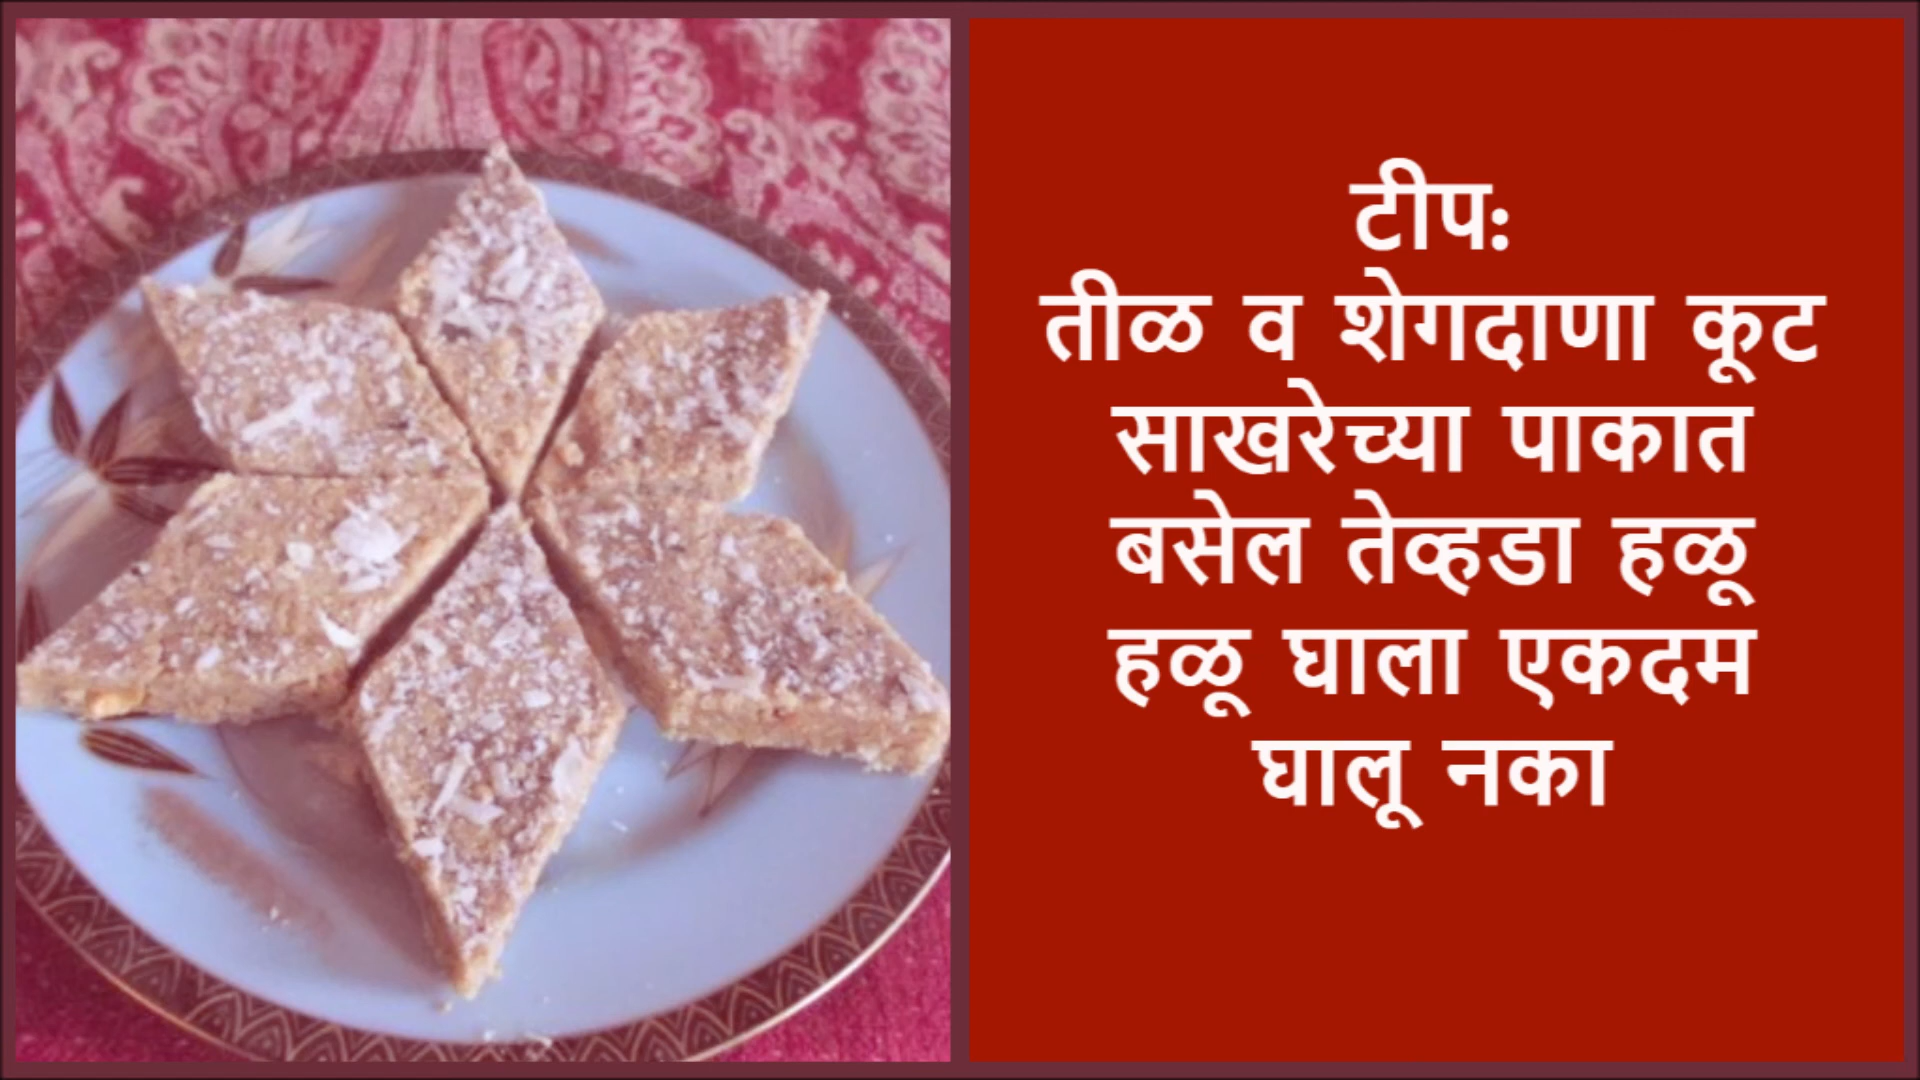 टीप:
तीळ व शेगदाणा कूट
साखरेच्या पाकात
बसेल तेव्हडा हळू
हळू घाला एकदम
घालू नका